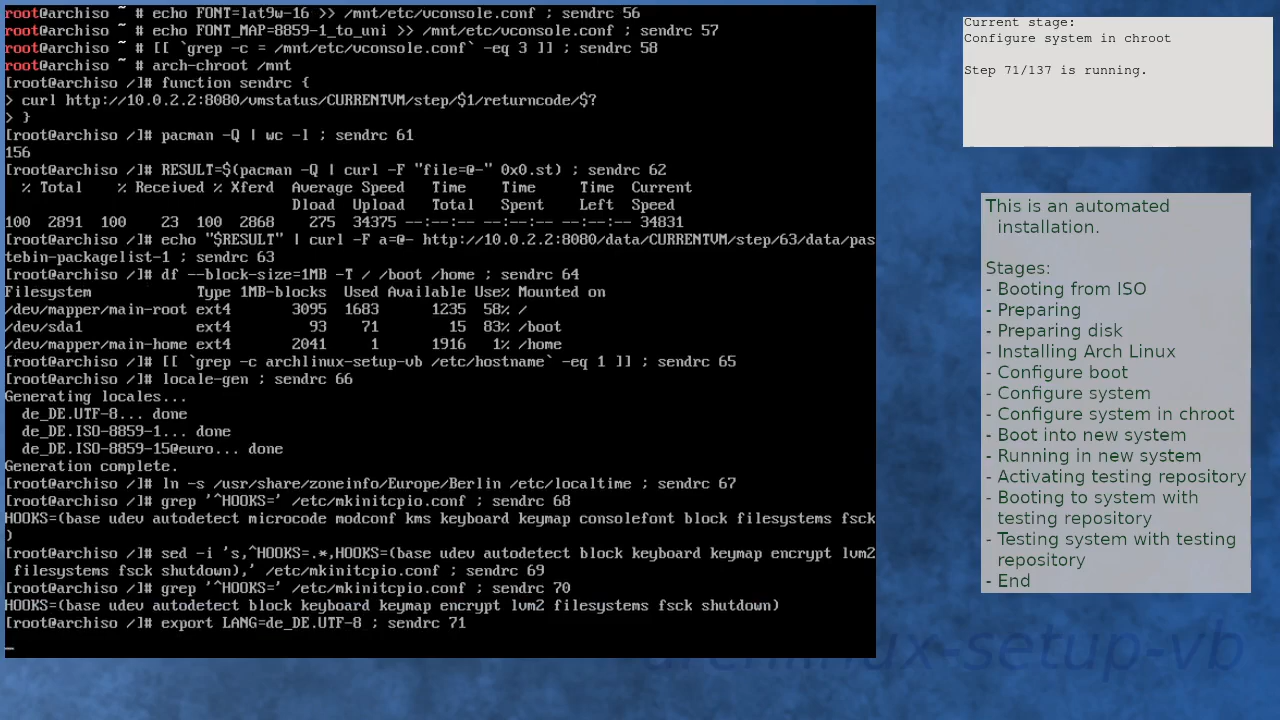 root@archiso ~ # echo FONT=lat9w-16 >> /mnt/etc/vconsole.conf ; sendrc 56
root@archiso ~ # echo FONT_MAP=8859-1_to_uni >> /mnt/etc/vconsole.conf ; sendrc 57
root@archiso ~ # [[ `grep -c = /mnt/etc/vconsole.conf` -eq 3 ]] ; sendrc 58
root@archiso ~ # arch-chroot /mnt
[root@archiso /]# function sendrc {
> curl http://10.0.2.2:8080/vmstatus/CURRENTVM/step/$1/returncode/$?
> }
[root@archiso /]# pacman -Q | wc -l ; sendrc 61
156
[root@archiso /]# RESULT=$(pacman -Q | curl -F "file=@-" 0x0.st) ; sendrc 62
% Total % Received % Xferd Average Speed Time Time Time Current
Dload Upload Total Spent Left Speed
100 2891 100 23 100 2868 275 34375 --:--:-- --:--:-- --:--:-- 34831
[root@archiso /]# echo "$RESULT" | curl -F a=@- http://10.0.2.2:8080/data/CURRENTVM/step/63/data/pas
tebin-packagelist-1 ; sendrc 63
[root@archiso /]# df --block-size=1MB -T / /boot /home ; sendrc 64
Filesystem Type 1MB-blocks Used Available Use% Mounted on
/dev/mapper/main-root ext4 3095 1683 1235 58% /
/dev/sda1 ext4 93 71 15 83% /boot
/dev/mapper/main-home ext4 2041 1 1916 1% /home
[root@archiso /]# [[ `grep -c archlinux-setup-vb /etc/hostname` -eq 1 ]] ; sendrc 65
[root@archiso /]# locale-gen ; sendrc 66
Generating locales...
de_DE.UTF-8... done
de_DE.ISO-8859-1... done
de_DE.ISO-8859-15@euro... done
Generation complete.
[root@archiso /]# ln -s /usr/share/zoneinfo/Europe/Berlin /etc/localtime ; sendrc 67
[root@archiso /]# grep '^HOOKS=' /etc/mkinitcpio.conf ; sendrc 68
HOOKS=(base udev autodetect microcode modconf kms keyboard keymap consolefont block filesystems fsck
)
[root@archiso /]# sed -i 's,^HOOKS=.*,HOOKS=(base udev autodetect block keyboard keymap encrypt lvm2
filesystems fsck shutdown),' /etc/mkinitcpio.conf ; sendrc 69
[root@archiso /]# grep '^HOOKS=' /etc/mkinitcpio.conf ; sendrc 70
HOOKS=(base udev autodetect block keyboard keymap encrypt lvm2 filesystems fsck shutdown)
[root@archiso /]# export LANG=de_DE.UTF-8 ; sendrc 71
Current stage:
Configure system in chroot
Step 71/137 is running.
This is an automated
installation.
Stages:
- Booting from ISO
- Preparing
- Preparing disk
- Installing Arch Linux
- Configure boot
- Configure system
- Configure system in chroot
- Boot into new system
- Running in new system
- Activating testing repository
- Booting to system with
testing repository
- Testing system with testing
repository
- End
archlinux-setup-vb